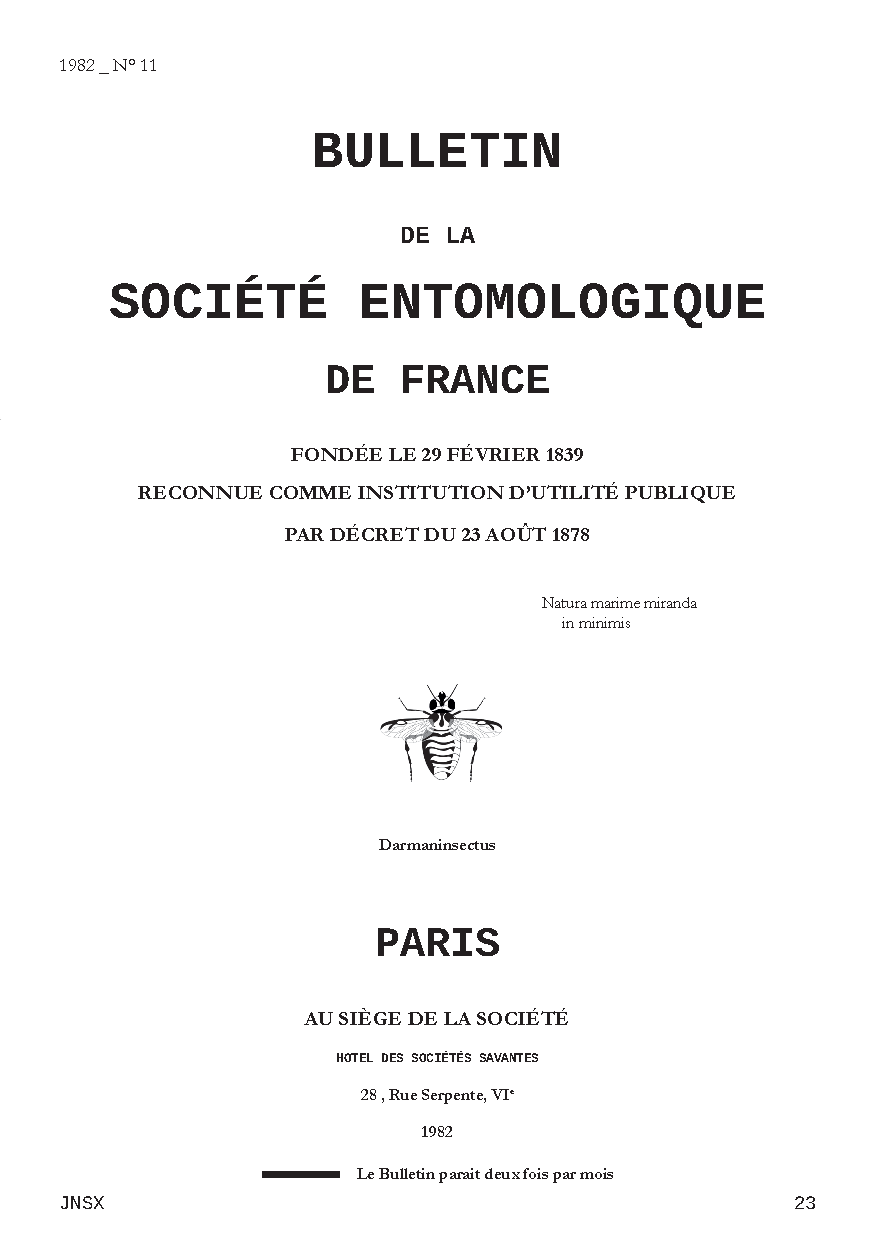 1982 _ N° 11
BULLETIN
DE LA
SOCIÉTÉ ENTOMOLOGIQUE
DE FRANCE
FONDÉE LE 29 FÉVRIER 1839
RECONNUE COMME INSTITUTION D’UTILITÉ PUBLIQUE
PAR DÉCRET DU 23 AOÛT 1878
Natura marime miranda
in minimis
Darmaninsectus
PARIS
AU SIÈGE DE LA SOCIÉTÉ
HOTEL DES SOCIÉTÉS SAVANTES
28 , Rue Serpente, VIe
1982
Le Bulletin parait deux fois par mois
JNSX 23